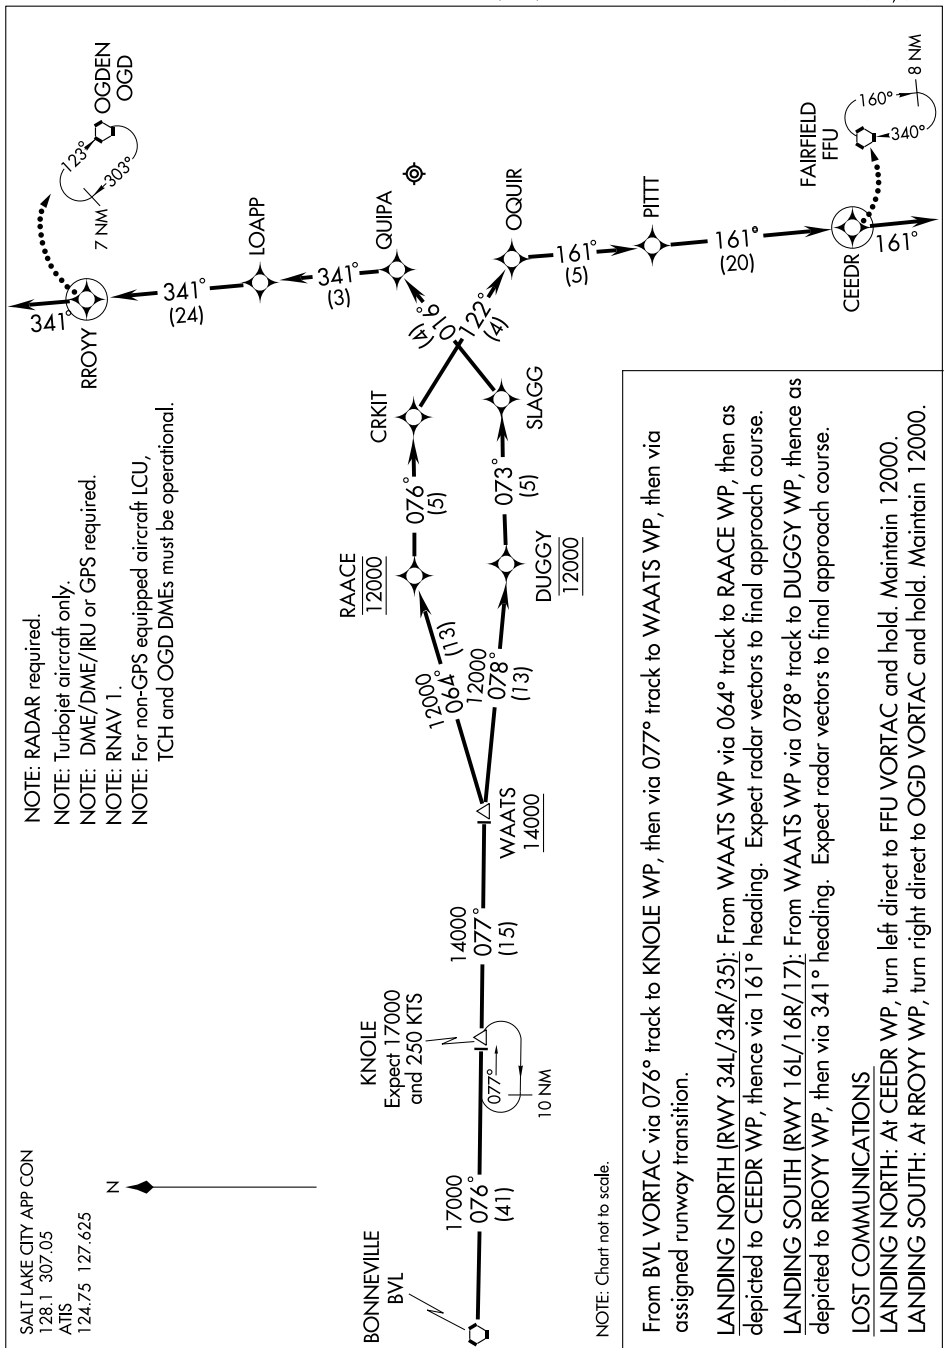 SALT LAKE CITY APP CON
128.1 307.05
ATIS
124.75 127.625
N
NOTE: RADAR required.
NOTE: Turbojet aircraft only.
NOTE: DME/DME/IRU or GPS required.
NOTE: RNAV 1.
NOTE: For non-GPS equipped aircraft LCU,
TCH and OGD DMEs must be operational.
BONNEVILLE
BVL
17000
076°
(41)
KNOLE
Expect 17000
and 250 KTS
077°
10 NM
14000
077°
(15)
WAATS
14000
12000
064°
(13)
12000
078°
(13)
RAACE
12000
DUGGY
12000
076°
(5)
073°
(5)
CRKIT
SLAGG
016°
(4)
122°
(4)
QUIPA
341°
(3)
LOAPP
341°
(24)
RROYY
341°
OGDEN
OGD
123°
303°
7 NM
OQUIR
161°
(5)
PITTT
161°
(20)
CEEDR
161°
FAIRFIELD
FFU
160°
340°
8 NM
NOTE: Chart not to scale.
From BVL VORTAC via 076° track to KNOLE WP, then via 077° track to WAATS WP, then via
assigned runway transition.
LANDING NORTH (RWY 34L/34R/35): From WAATS WP via 064° track to RAACE WP, then as
depicted to CEEDR WP, thence via 161° heading. Expect radar vectors to final approach course.
LANDING SOUTH (RWY 16L/16R/17): From WAATS WP via 078° track to DUGGY WP, thence as
depicted to RROYY WP, then via 341° heading. Expect radar vectors to final approach course.
LOST COMMUNICATIONS
LANDING NORTH: At CEEDR WP, turn left direct to FFU VORTAC and hold. Maintain 12000.
LANDING SOUTH: At RROYY WP, turn right direct to OGD VORTAC and hold. Maintain 12000.